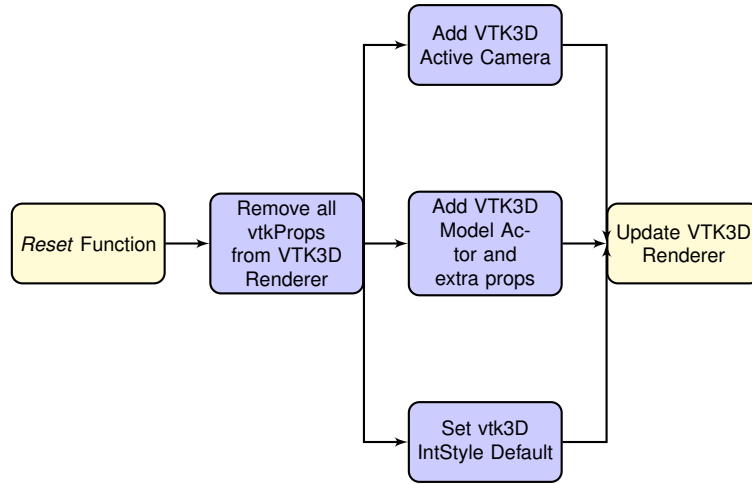 Add VTK3D
Active Camera
Reset Function
Remove all
vtkProps
from VTK3D
Renderer
Add VTK3D
Model Ac-
tor and
extra props
Update VTK3D
Renderer
Set vtk3D
IntStyle Default